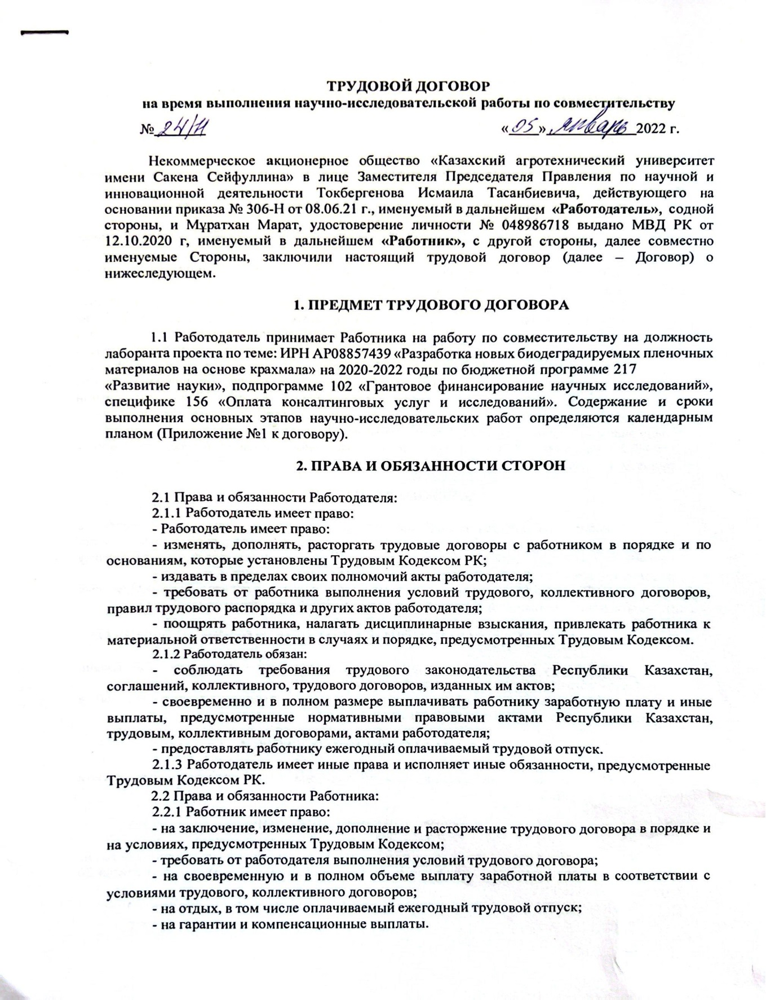 ТРУДОВОЙ ДОГОВОР
на время выполнения научно-исследовательской работы по совместительству
№ 24/Н «05» январь 2022 г.
Некоммерческое акционерное общество «Казахский агротехнический университет
имени Сакена Сейфуллина» в лице Заместителя Председателя Правления по научной и
инновационной деятельности Токбергенова Исмаила Тасанбиевича, действующего на
основании приказа № 306-Н от 08.06.21 г., именуемый в дальнейшем «Работодатель», содной
стороны, и Мұратхан Марат, удостоверение личности № 048986718 выдано МВД РК от
12.10.2020 г, именуемый в дальнейшем «Работник», с другой стороны, далее совместно
именуемые Стороны, заключили настоящий трудовой договор (далее – Договор) о
нижеследующем.
1. ПРЕДМЕТ ТРУДОВОГО ДОГОВОРА
1.1 Работодатель принимает Работника на работу по совместительству на должность
лаборанта проекта по теме: ИРН АР08857439 «Разработка новых биодеградируемых пленочных
материалов на основе крахмала» на 2020-2022 годы по бюджетной программе 217
«Развитие науки», подпрограмме 102 «Грантовое финансирование научных исследований»,
специфике 156 «Оплата консалтинговых услуг и исследований». Содержание и сроки
выполнения основных этапов научно-исследовательских работ определяются календарным
планом (Приложение №1 к договору).
2. ПРАВА И ОБЯЗАННОСТИ СТОРОН
2.1 Права и обязанности Работодателя:
2.1.1 Работодатель имеет право:
- Работодатель имеет право:
- изменять, дополнять, расторгать трудовые договоры с работником в порядке и по
основаниям, которые установлены Трудовым Кодексом РК;
- издавать в пределах своих полномочий акты работодателя;
- требовать от работника выполнения условий трудового, коллективного договоров,
правил трудового распорядка и других актов работодателя;
- поощрять работника, налагать дисциплинарные взыскания, привлекать работника к
материальной ответственности в случаях и порядке, предусмотренных Трудовым Кодексом.
2.1.2 Работодатель обязан:
- соблюдать требования трудового законодательства Республики Казахстан,
соглашений, коллективного, трудового договоров, изданных им актов;
- своевременно и в полном размере выплачивать работнику заработную плату и иные
выплаты, предусмотренные нормативными правовыми актами Республики Казахстан,
трудовым, коллективным договорами, актами работодателя;
- предоставлять работнику ежегодный оплачиваемый трудовой отпуск.
2.1.3 Работодатель имеет иные права и исполняет иные обязанности, предусмотренные
Трудовым Кодексом РК.
2.2 Права и обязанности Работника:
2.2.1 Работник имеет право:
- на заключение, изменение, дополнение и расторжение трудового договора в порядке и
на условиях, предусмотренных Трудовым Кодексом;
- требовать от работодателя выполнения условий трудового договора;
- на своевременную и в полном объеме выплату заработной платы в соответствии с
условиями трудового, коллективного договоров;
- на отдых, в том числе оплачиваемый ежегодный трудовой отпуск;
- на гарантии и компенсационные выплаты.